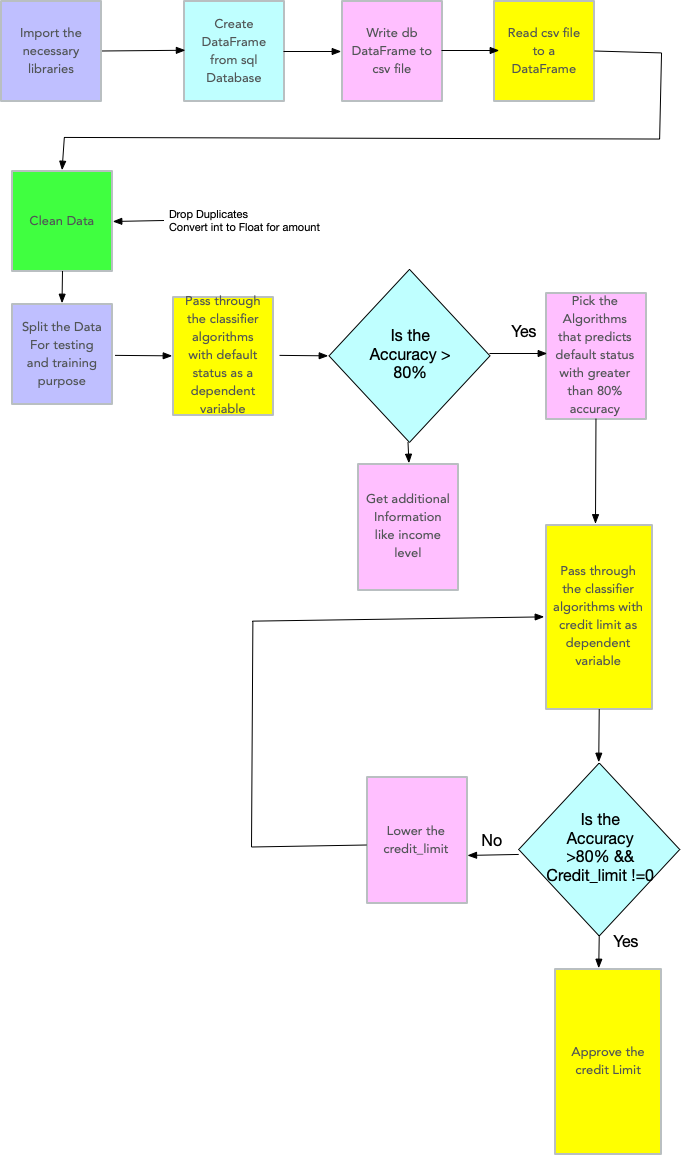 Import the
necessary
libraries
Create
DataFrame
from sql
Database
Write db
DataFrame to
csv file
Read csv file
to a
DataFrame
Clean Data
Drop Duplicates
Convert int to Float for amount
Split the Data
For testing
and training
purpose
Pass through
the classifier
algorithms
with default
status as a
dependent
variable
Is the
Accuracy >
80%
Yes
Pick the
Algorithms
that predicts
default status
with greater
than 80%
accuracy
Get additional
Information
like income
level
Pass through
the classifier
algorithms with
credit limit as
dependent
variable
Is the
Accuracy
>80% &&
Credit_limit !=0
No
Lower the
credit_limit
Yes
Approve the
credit Limit